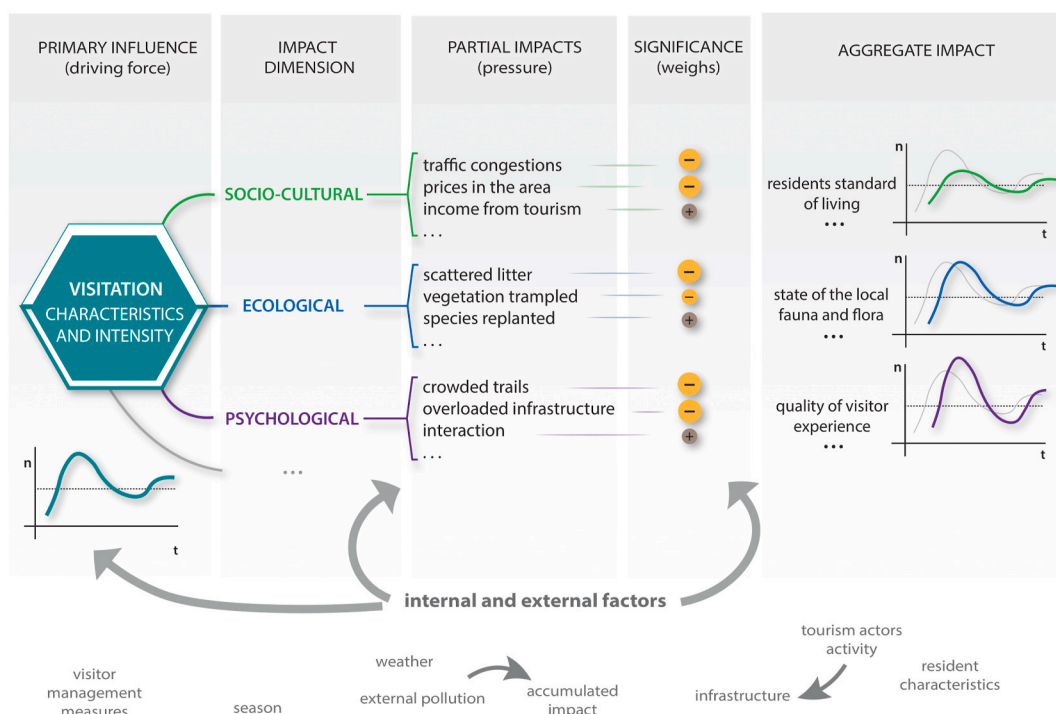 PRIMARY INFLUENCE
(driving force)
IMPACT
DIMENSION
PARTIAL IMPACTS
(pressure)
SIGNIFICANCE
(weighs)
AGGREGATE IMPACT
VISITATION
CHARACTERISTICS
AND INTENSITY
n
t
SOCIO-CULTURAL
traffic congestions
–
prices in the area
–
income from tourism
+
...
residents standard
of living
...
n
t
ECOLOGICAL
scattered litter
–
vegetation trampled
–
species replanted
+
...
state of the local
fauna and flora
...
n
t
PSYCHOLOGICAL
crowded trails
–
overloaded infrastructure
–
interaction
+
...
quality of visitor
experience
...
n
t
...
internal and external factors
visitor
management
measures
season
weather
external pollution
accumulated
impact
infrastructure
tourism actors
activity
resident
characteristics